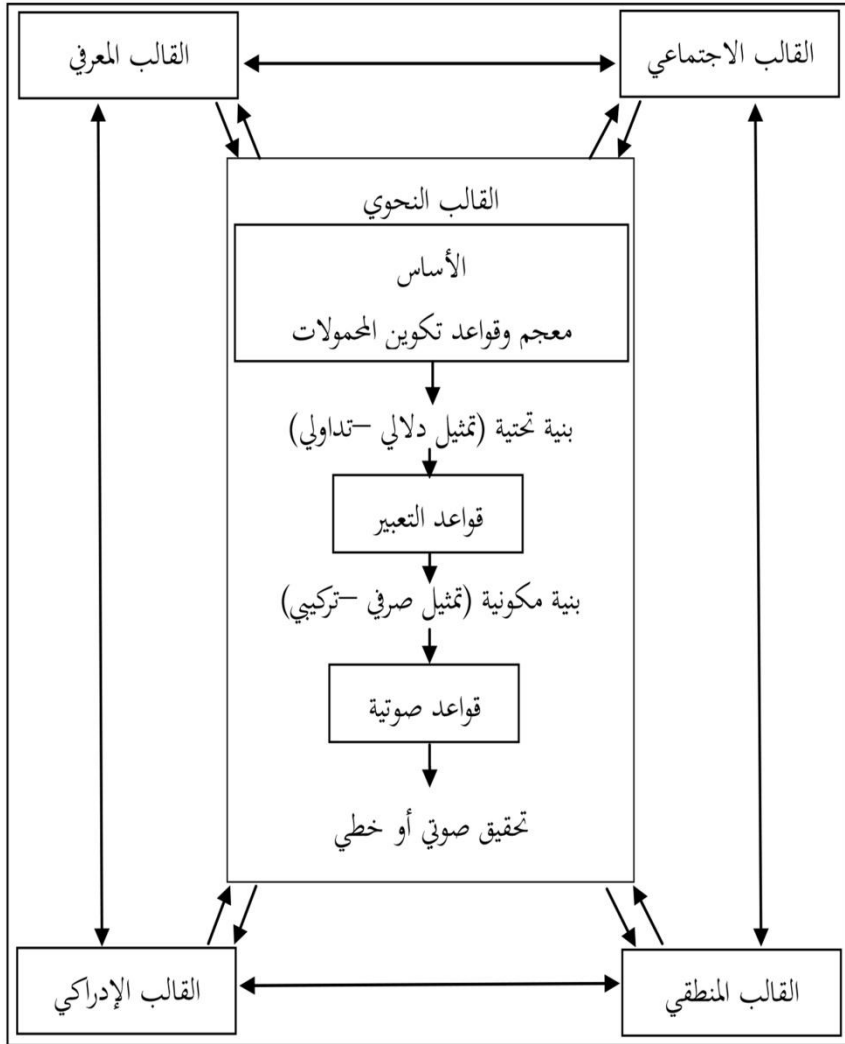 القالب الاجتماعي
القالب المعرفي
القالب النحوي
الأساس
معجم وقواعد تكوين المحمولات
بنية تحتية (تمثيل دلالي –تداولي)
قواعد التعبير
بنية مكونية (تمثيل صرفي –تركيبي)
قواعد صوتية
تحقيق صوتي أو خطي
القالب المنطقي
القالب الإدراكي